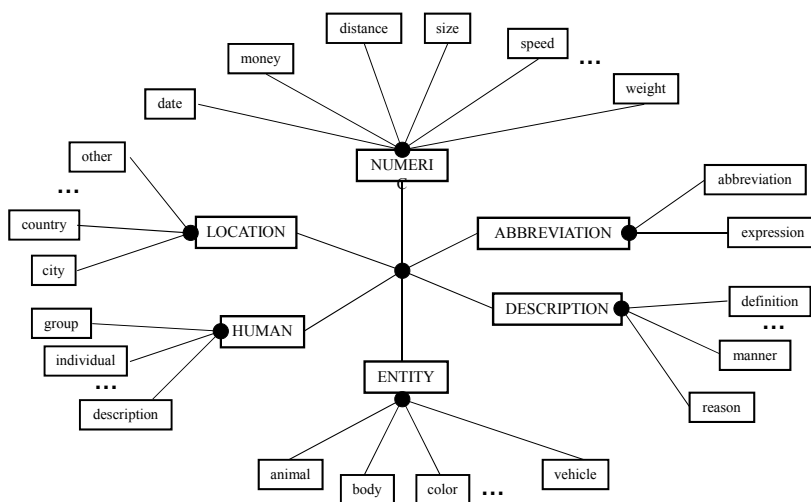 distance
size
speed
money
...
weight
date
NUMERI
C
other
...
abbreviation
country
LOCATION
ABBREVIATION
expression
city
definition
group
HUMAN
DESCRIPTION
...
individual
manner
...
ENTITY
description
reason
animal
body
color
...
vehicle